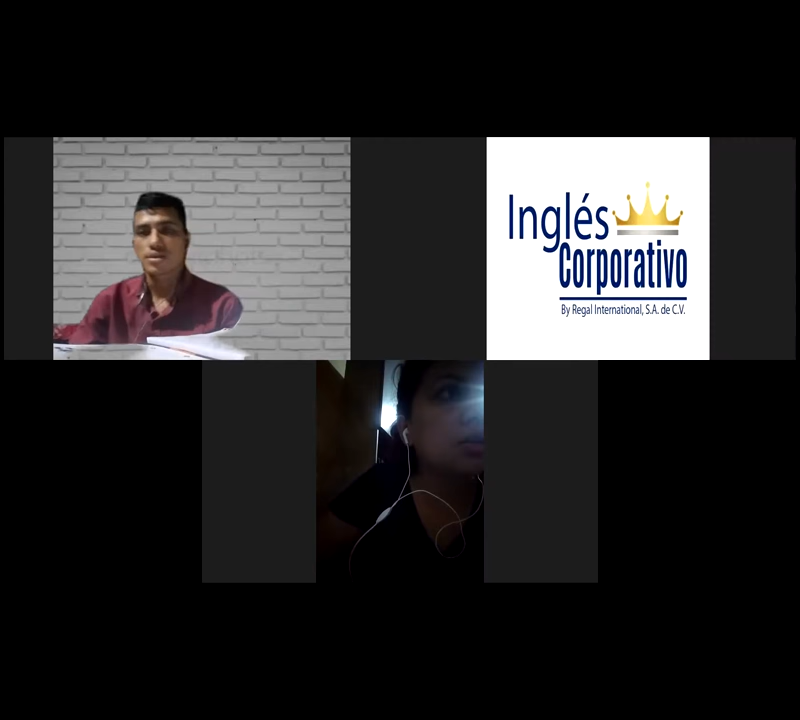 Inglés
Corporativo
By Regal International, S.A. de C.V.